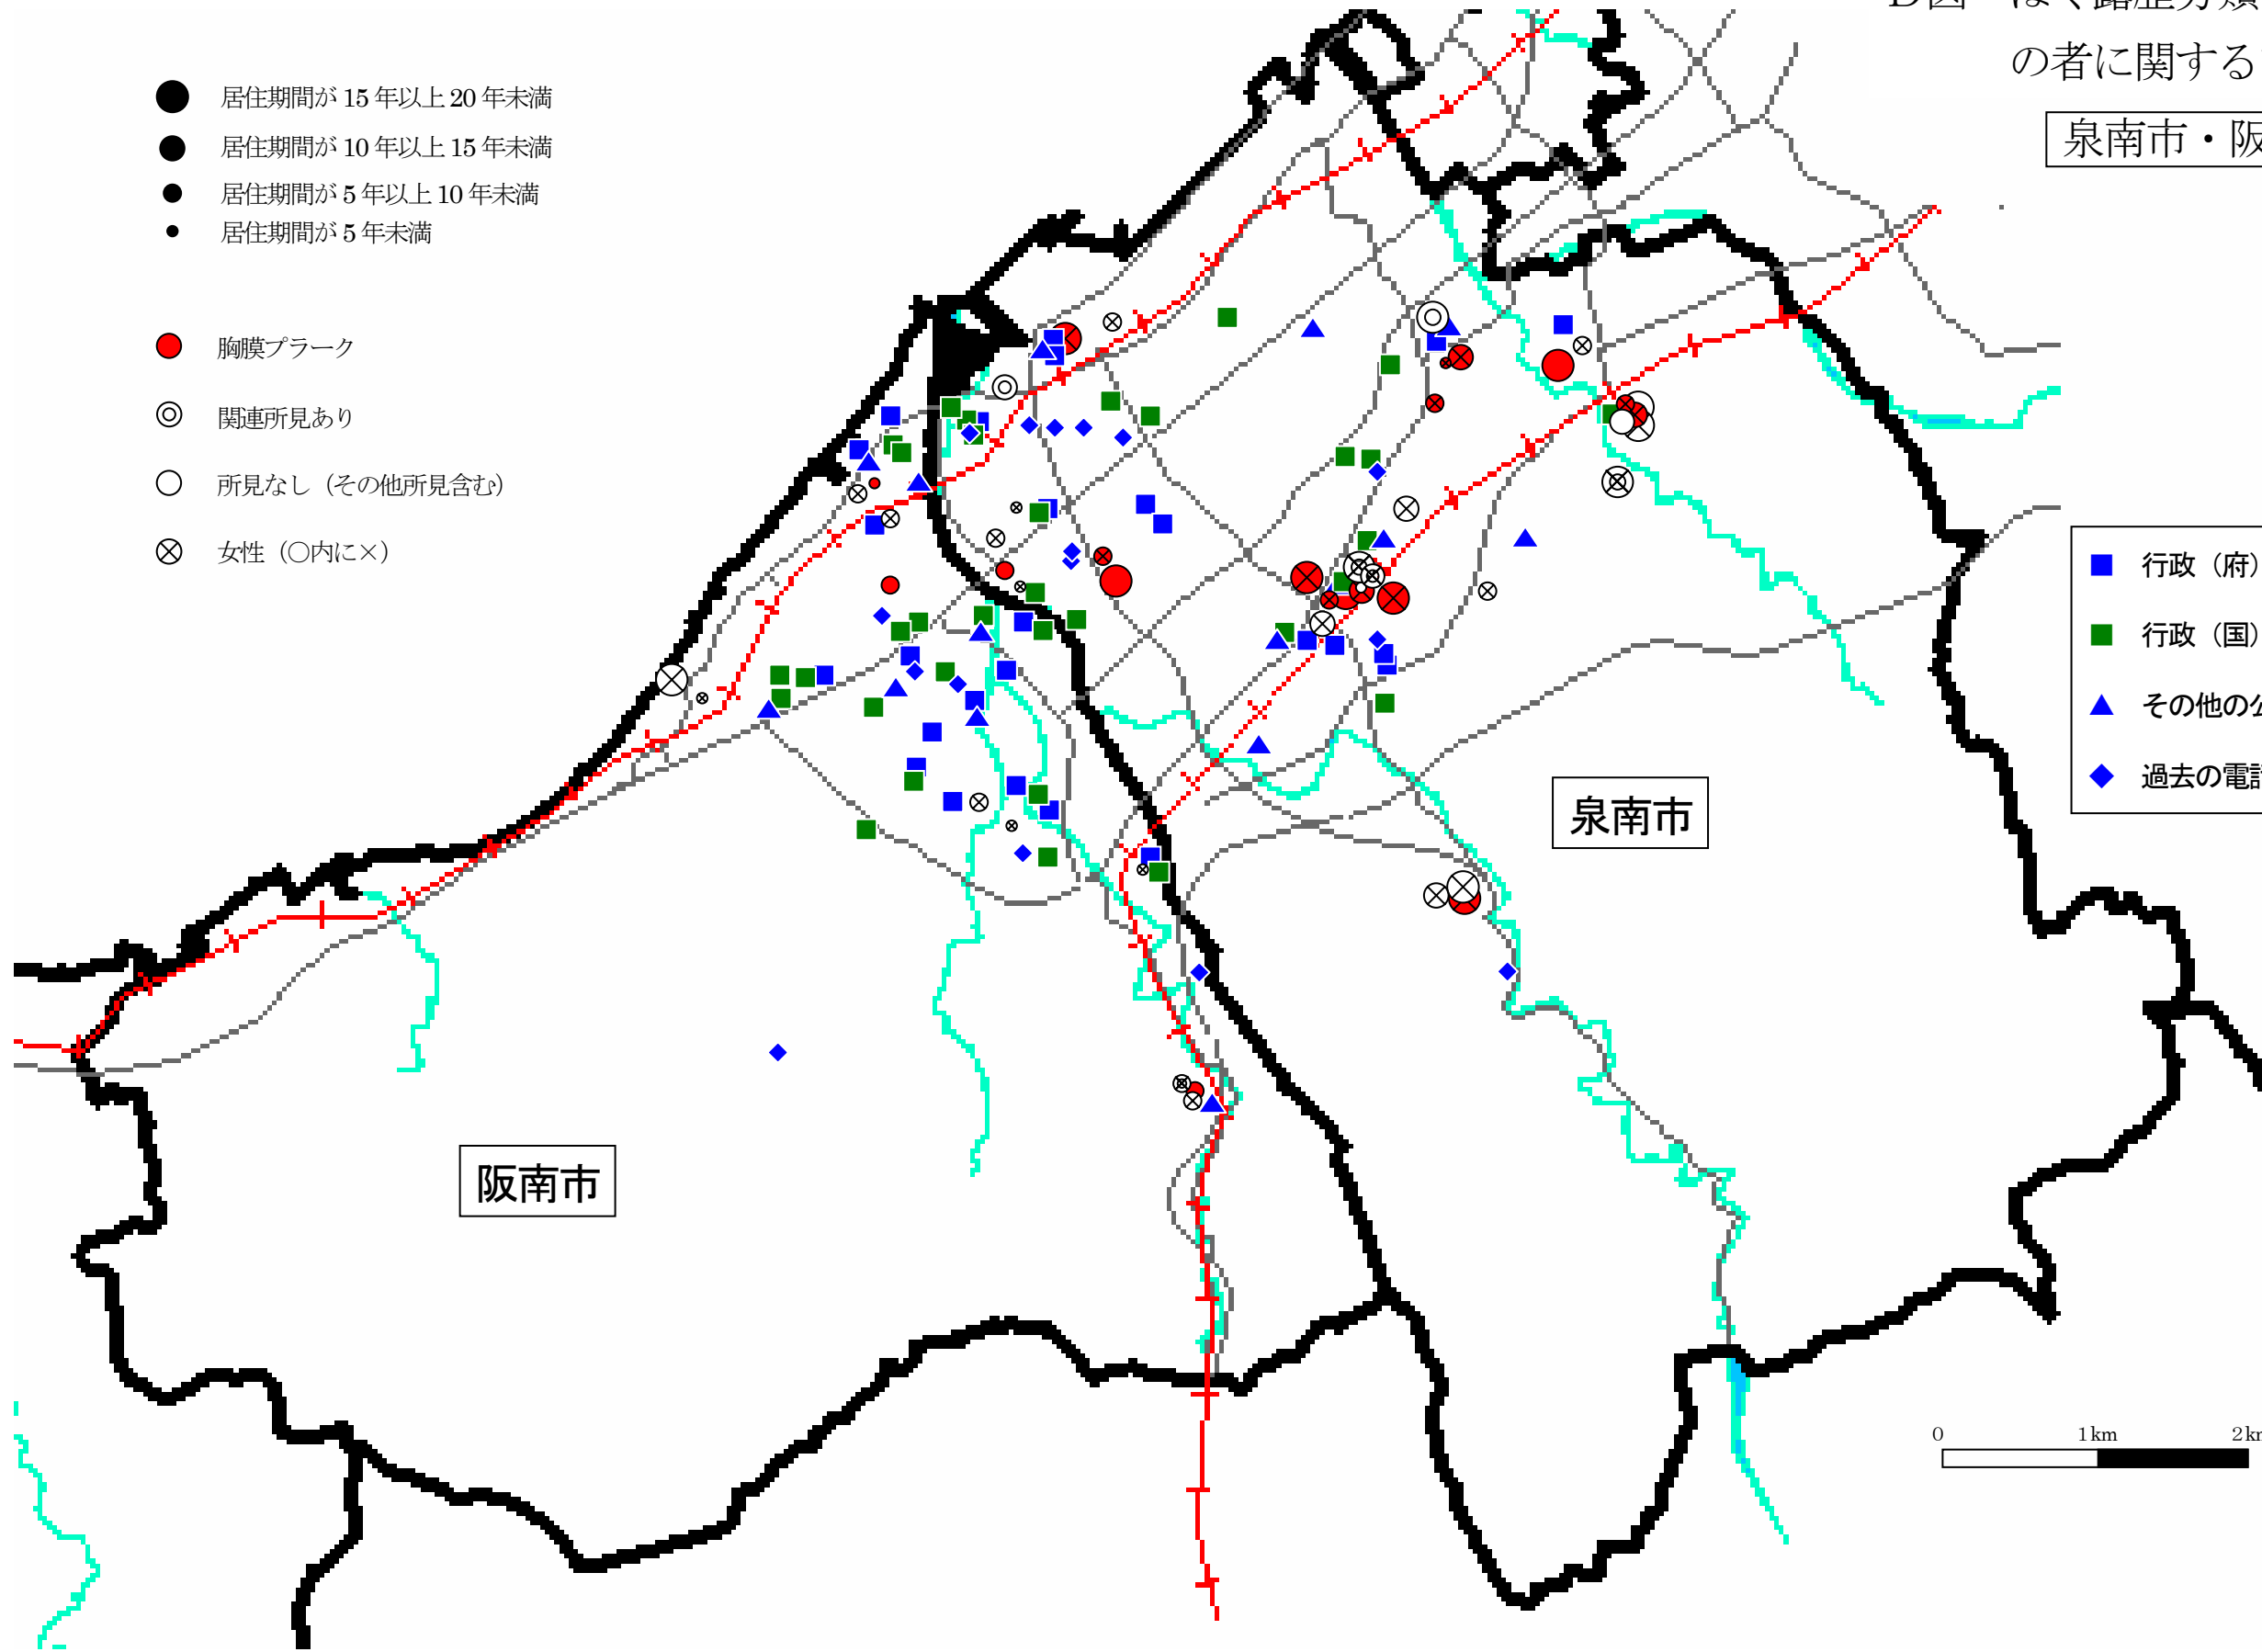 の者に関する
泉南市・阪
居住期間が 15 年以上 20 年未満
居住期間が 10 年以上 15 年未満
居住期間が 5 年以上 10 年未満
居住期間が 5 年未満
胸膜プラーク
関連所見あり
所見なし（その他所見含む）
女性（○内に×）
行政（府）
行政（国）
その他の公
過去の電話
泉南市
阪南市
0 1km 2km